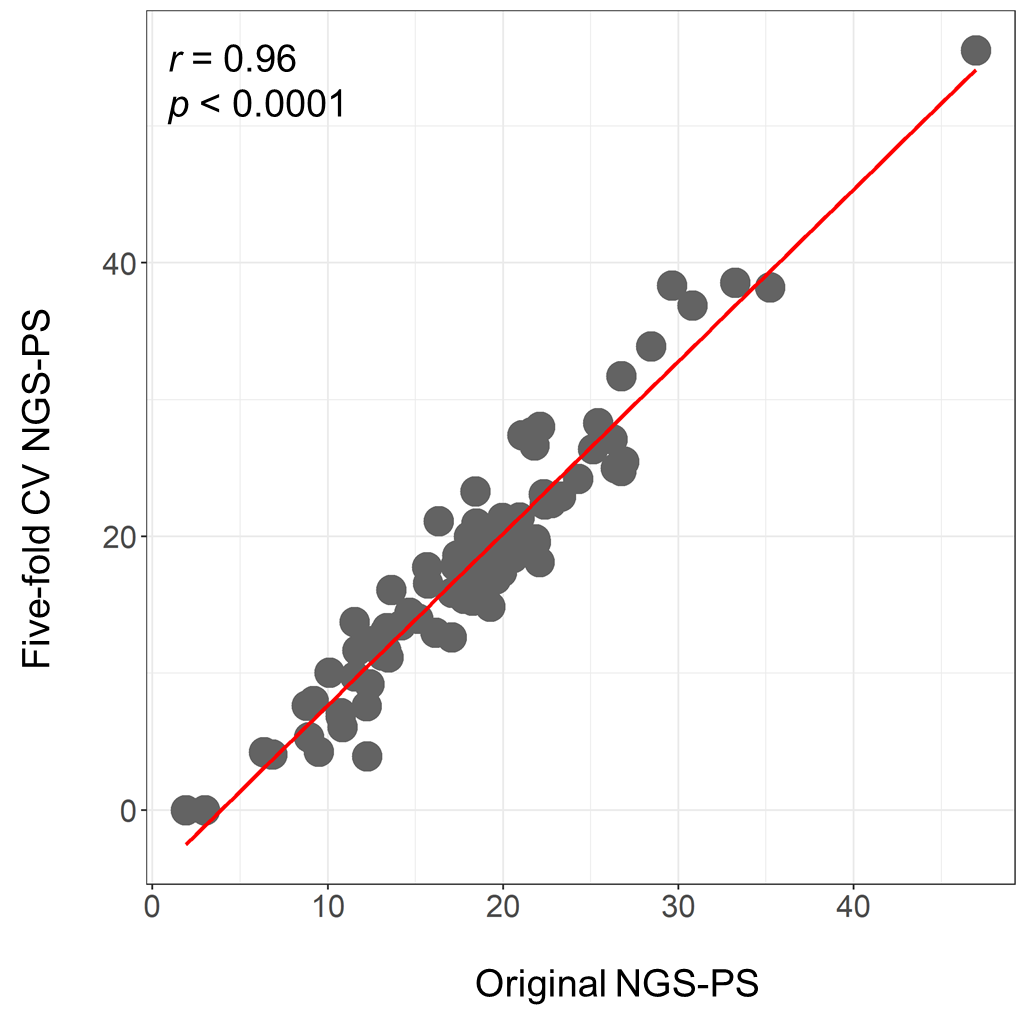 r = 0.96
p < 0.0001
Five-fold CV NGS-PS
40
20
0
0 10 20 30 40
Original NGS-PS